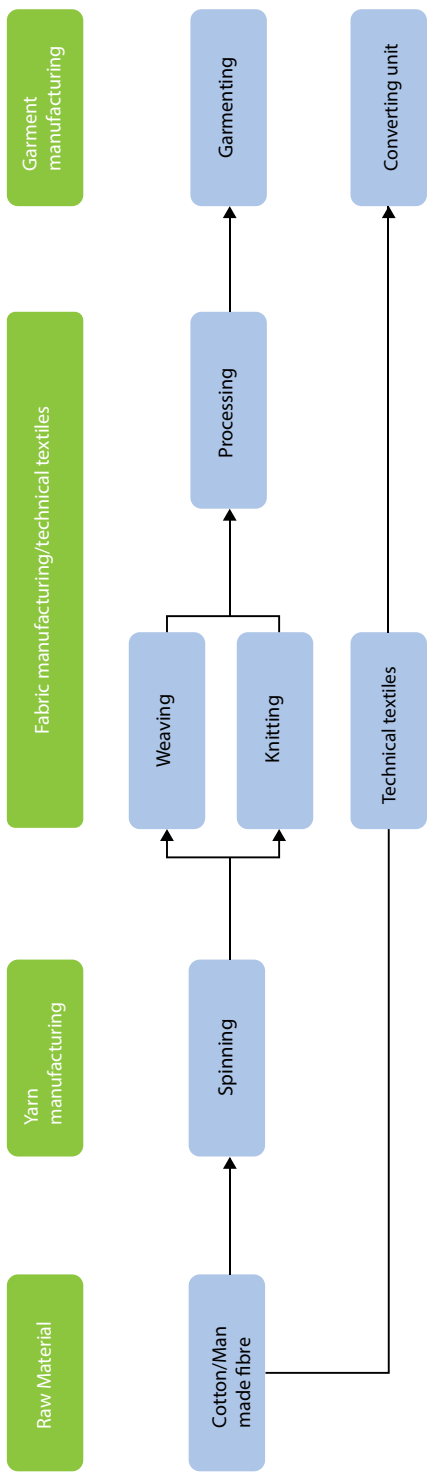 Raw Material
Yarn
manufacturing
Fabric manufacturing/technical textiles
Garment
manufacturing
Cotton/Man
made fibre
Spinning
Weaving
Knitting
Processing
Garmenting
Technical textiles
Converting unit